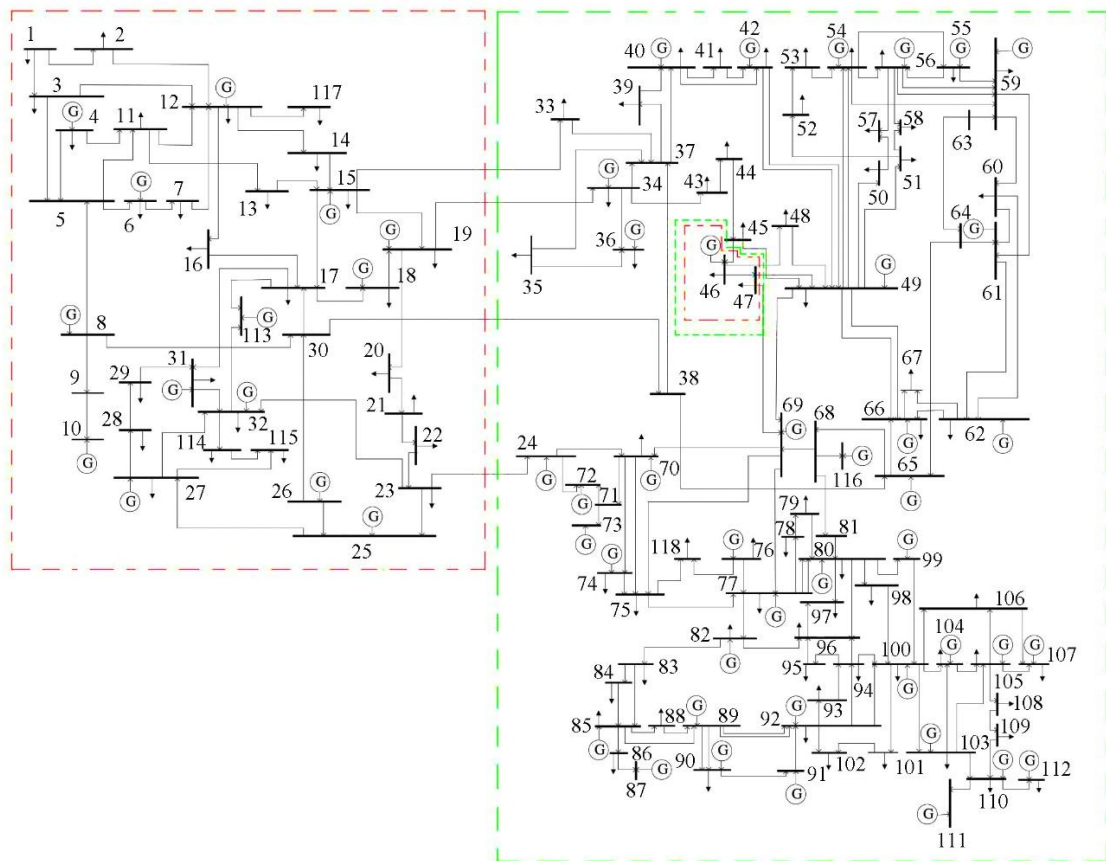 1 2 40 41 42 53 54 56 55
G G G G G G
3 12 G 117 39 59
4 G 11 33 52 57 58 63
14 37 44 60
G 7 15 G 34 43 50 51
5 6 G 13 G 36 45 48 64 G
16 G 19 G G 61
17 G 18 35 46 47 49 G
G 8 G 113 30
31 20 67
9 29 G G 38 66 62
28 32 21 69 68 G G
10 114 115 22 24 G 65
G 26 G 23 G 70 116 G G
G 27 72 71 79
G G 73 78 81
25 118 G 76 80 G 99
G 74 G 77 G 98
75 G 97 106
82 G 96 100 104 G G G 107
84 83 95 94 G 105
93 108
85 88 G 89 92 G 109
G 86 G G 103 G G 112
87 90 91 102 101 110
G G
111